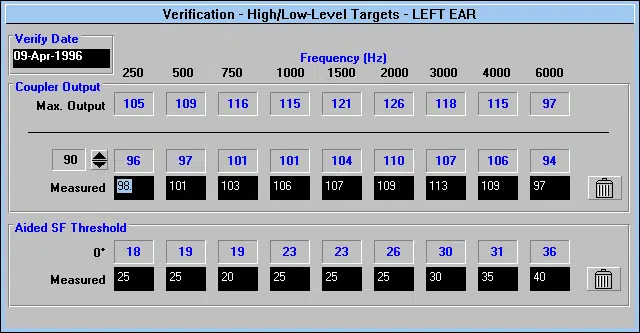 Verification - High/Low-Level Targets - LEFT EAR
Verify Date
09-Apr-1996
Frequency (Hz)
250 500 750 1000 1500 2000 3000 4000 6000
Coupler Output
Max. Output 105 109 116 115 121 126 118 115 97
90 96 97 101 101 104 110 107 106 94
Measured 98. 101 103 106 107 109 113 109 97
Aided SF Threshold
0* 18 19 19 23 23 26 30 31 36
Measured 25 25 20 25 25 25 30 35 40